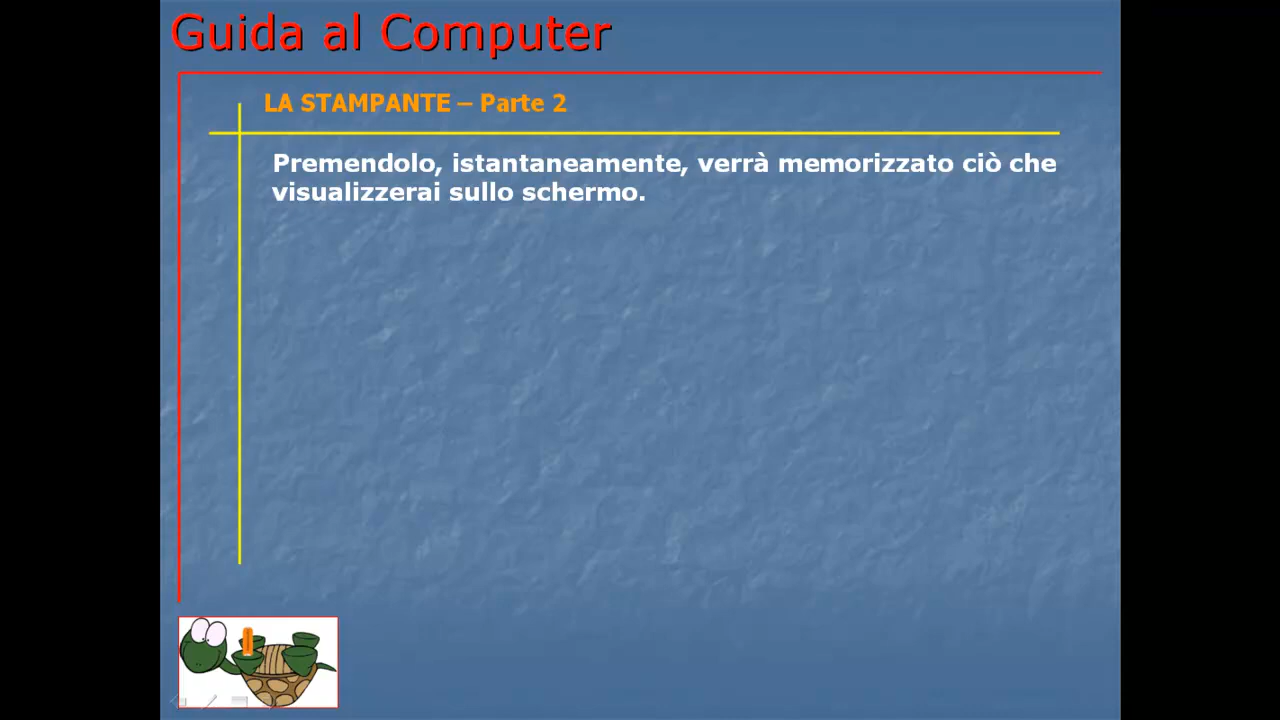 Guida al Computer
LA STAMPANTE – Parte 2
Premendolo, istantaneamente, verrà memorizzato ciò che
visualizzerai sullo schermo.